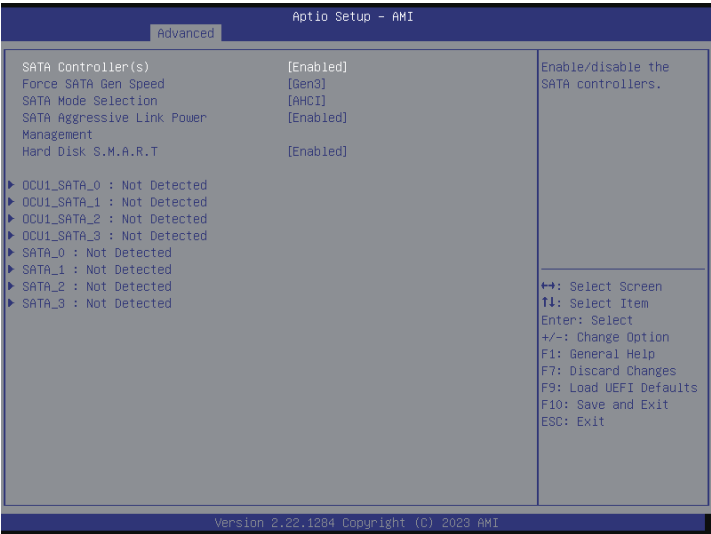 Aptio Setup - AMI
Advanced
SATA Controller(s) [Enabled]
Force SATA Gen Speed [Gen3]
SATA Mode Selection [AHCI]
SATA Aggressive Link Power [Enabled]
Management
Hard Disk S.M.A.R.T [Enabled]
OCU1_SATA_0 : Not Detected
OCU1_SATA_1 : Not Detected
OCU1_SATA_2 : Not Detected
OCU1_SATA_3 : Not Detected
SATA_0 : Not Detected
SATA_1 : Not Detected
SATA_2 : Not Detected
SATA_3 : Not Detected
Enable/disable the
SATA controllers.
↔: Select Screen
↑↓: Select Item
Enter: Select
+/-: Change Option
F1: General Help
F7: Discard Changes
F9: Load UEFI Defaults
F10: Save and Exit
ESC: Exit
Version 2.22.1284 Copyright (C) 2023 AMI